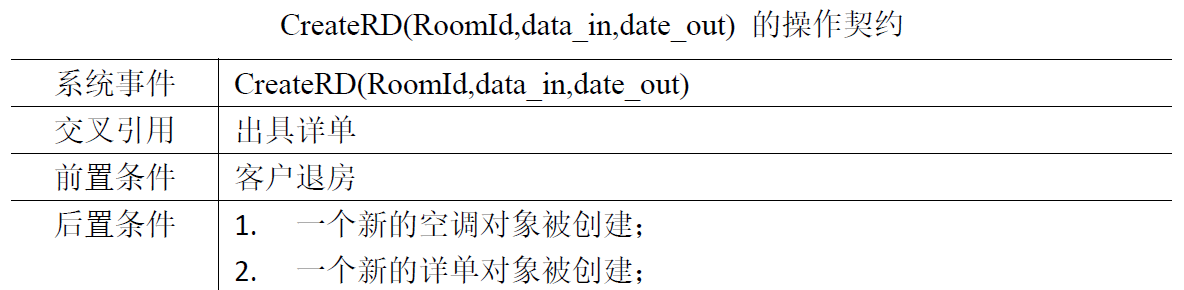 CreateRD(RoomId,data_in,date_out) 的操作契约
系统事件 CreateRD(RoomId,data_in,date_out)
交叉引用 出具详单
前置条件 客户退房
后置条件 1. 一个新的空调对象被创建；
2. 一个新的详单对象被创建；